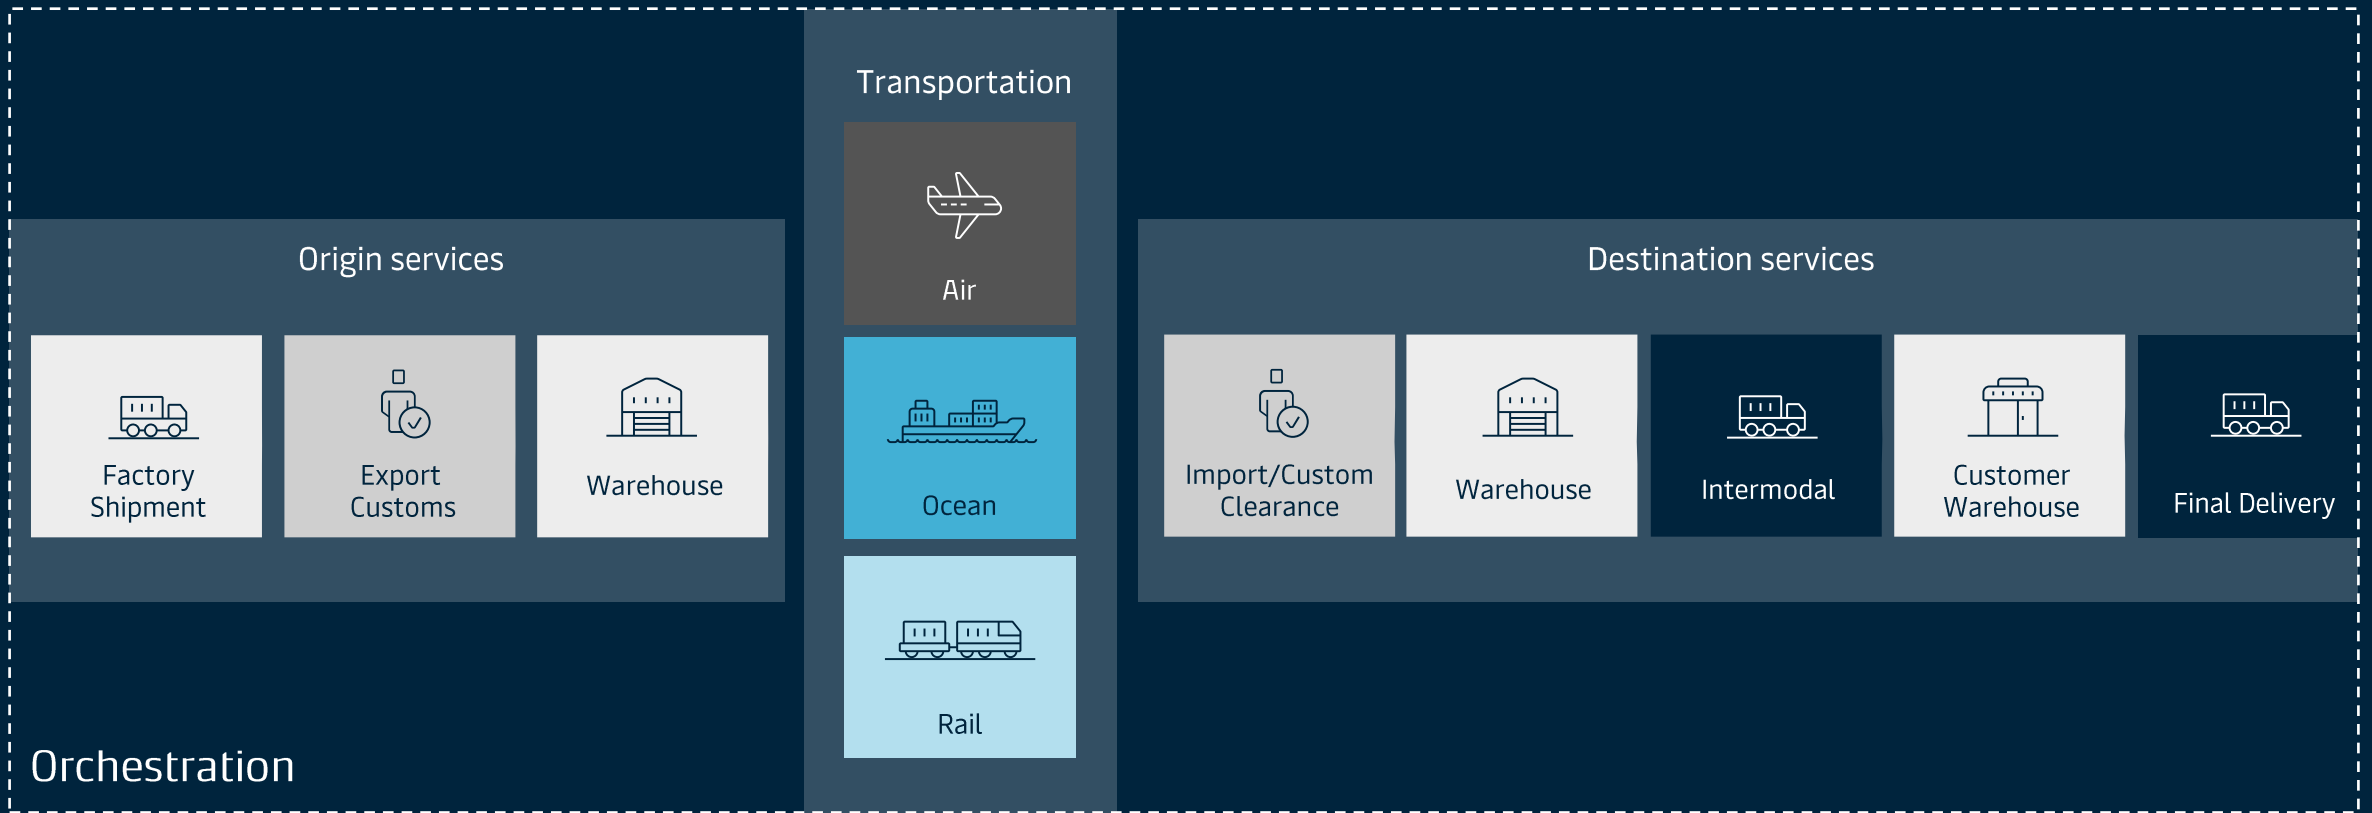 Transportation
Air
Ocean
Rail
Origin services
Factory
Shipment
Export
Customs
Warehouse
Destination services
Import/Custom
Clearance
Warehouse
Intermodal
Customer
Warehouse
Final Delivery
Orchestration